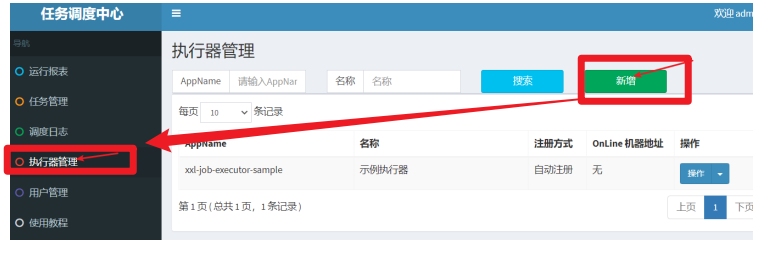 任务调度中心
欢迎 adm
导航
运行报表
任务管理
调度日志
执行器管理
用户管理
使用教程
执行器管理
AppName 请输入AppNar 名称 名称 搜索 新增
每页 10 条记录
AppName 名称 注册方式 OnLine 机器地址 操作
xxl-job-executor-sample 示例执行器 自动注册 无 操作
第 1 页 ( 总共 1 页， 1 条记录 ) 上页 1 下页